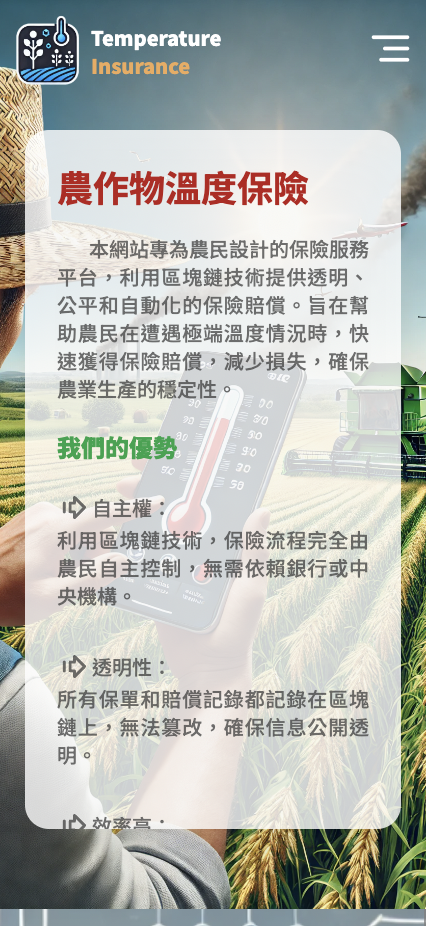 Temperature
Insurance
農作物溫度保險
本網站專為農民設計的保險服務
平台，利用區塊鏈技術提供透明、
公平和自動化的保險賠償。旨在幫
助農民在遭遇極端溫度情況時，快
速獲得保險賠償，減少損失，確保
農業生產的穩定性。
我們的優勢
自主權：
利用區塊鏈技術，保險流程完全由
農民自主控制，無需依賴銀行或中
央機構。
透明性：
所有保單和賠償記錄都記錄在區塊
鏈上，無法篡改，確保信息公開透
明。
效率高：